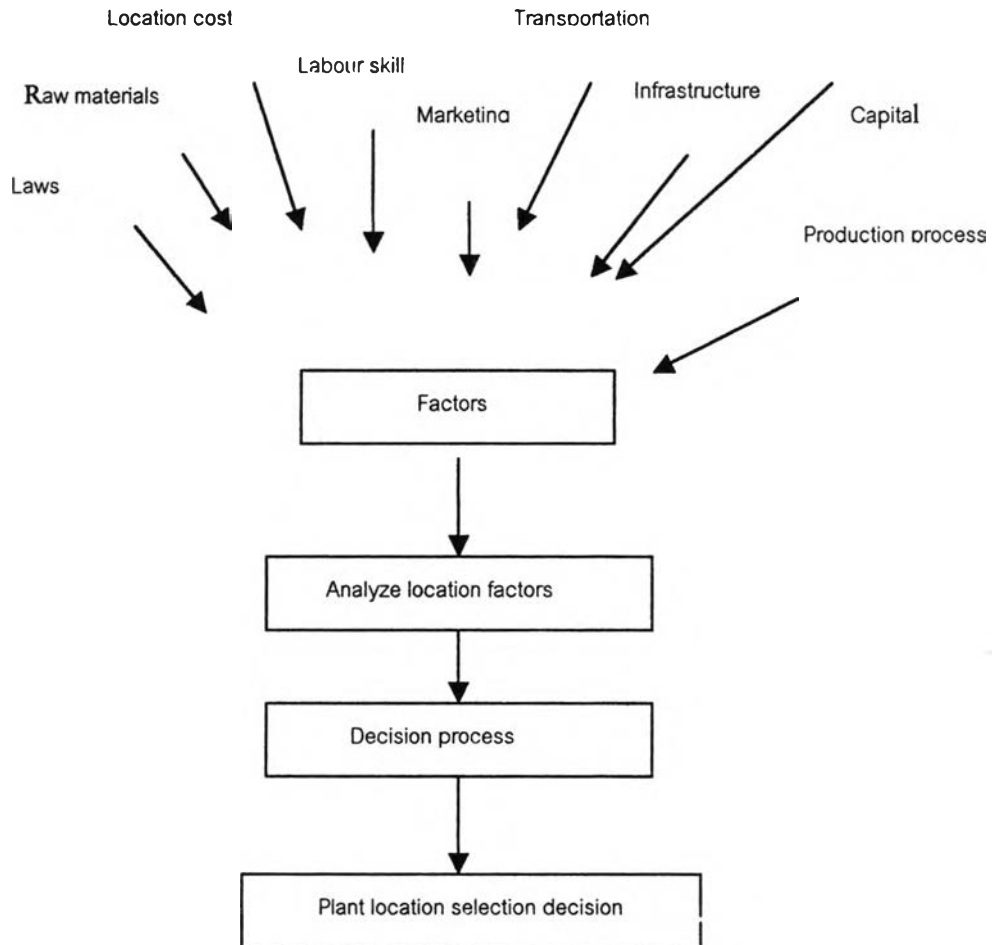 Location cost
Transportation
Labour skill
Raw materials
Infrastructure
Marketing
Capital
Laws
Production process
Factors
Analyze location factors
Decision process
Plant location selection decision